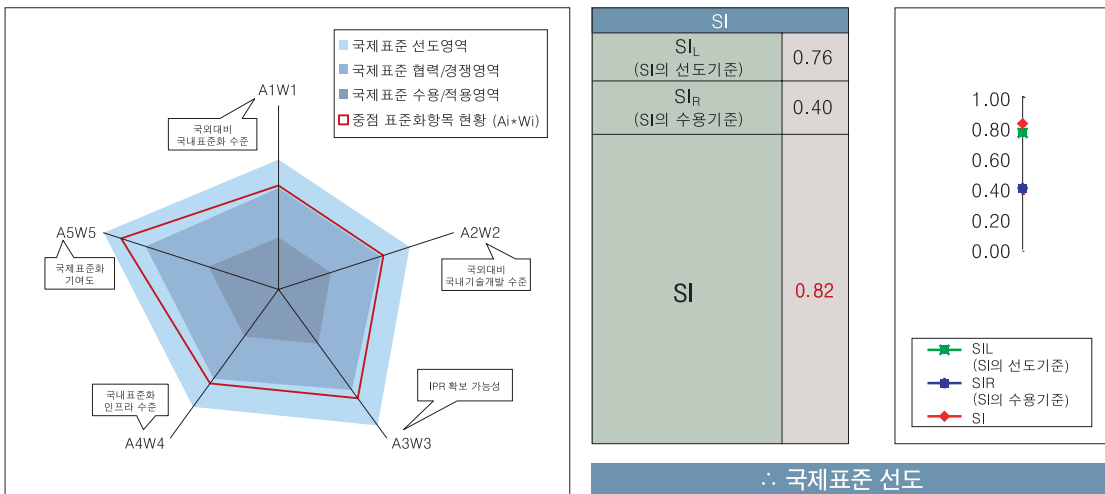 국제표준 선도영역
국제표준 협력/경쟁영역
국제표준 수용/적용영역
중점 표준화항목 현황 (Ai*Wi)
A1W1
국외대비
국내표준화 수준
A2W2
국외대비
국내기술개발 수준
IPR 확보 가능성
A3W3
국내표준화
인프라 수준
A4W4
A5W5
국제표준화
기여도
SI
SIL
(SI의 선도기준)
0.76
SIR
(SI의 수용기준)
0.40
SI
0.82
1.00
0.80
0.60
0.40
0.20
0.00
SIL
(SI의 선도기준)
SIR
(SI의 수용기준)
SI
∴ 국제표준 선도